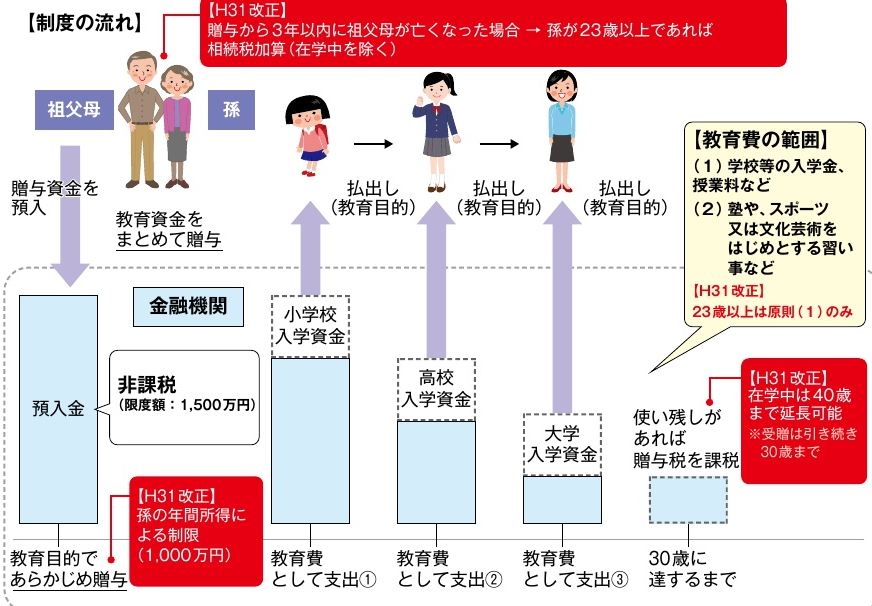 【制度の流れ】
【H31改正】
贈与から3年以内に祖父母が亡くなった場合 → 孫が23歳以上であれば
相続税加算(在学中を除く)
祖父母
孫
贈与資金を
預入
教育資金を
まとめて贈与
払出し
(教育目的)
払出し
(教育目的)
払出し
(教育目的)
【教育費の範囲】
(1)学校等の入学金、
授業料など
(2)塾や、スポーツ
又は文化芸術を
はじめとする習い
事など
【H31改正】
23歳以上は原則(1)のみ
金融機関
預入金
非課税
(限度額:1,500万円)
小学校
入学資金
高校
入学資金
大学
入学資金
使い残しが
あれば
贈与税を課税
【H31改正】
在学中は40歳
まで延長可能
※受贈は引き続き
30歳まで
【H31改正】
孫の年間所得に
よる制限
(1,000万円)
教育目的で
あらかじめ贈与
教育費
として支出①
教育費
として支出②
教育費
として支出③
30歳に
達するまで